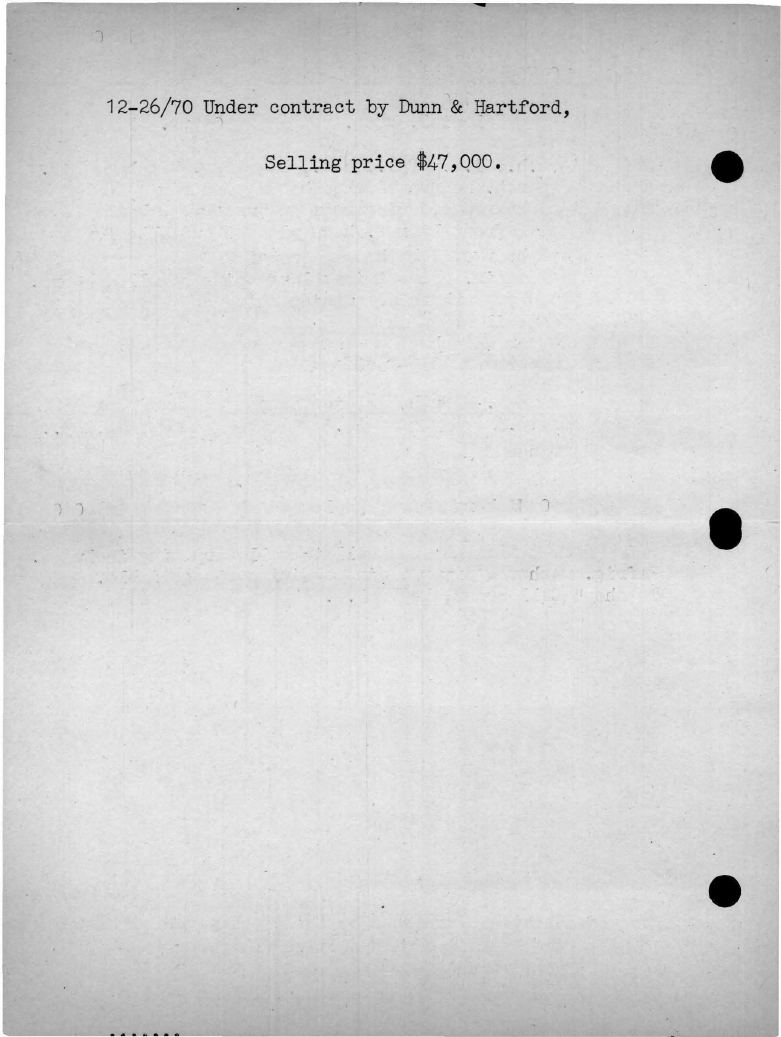 12-26/70 Under contract by Dunn & Hartford,
Selling price $47,000.